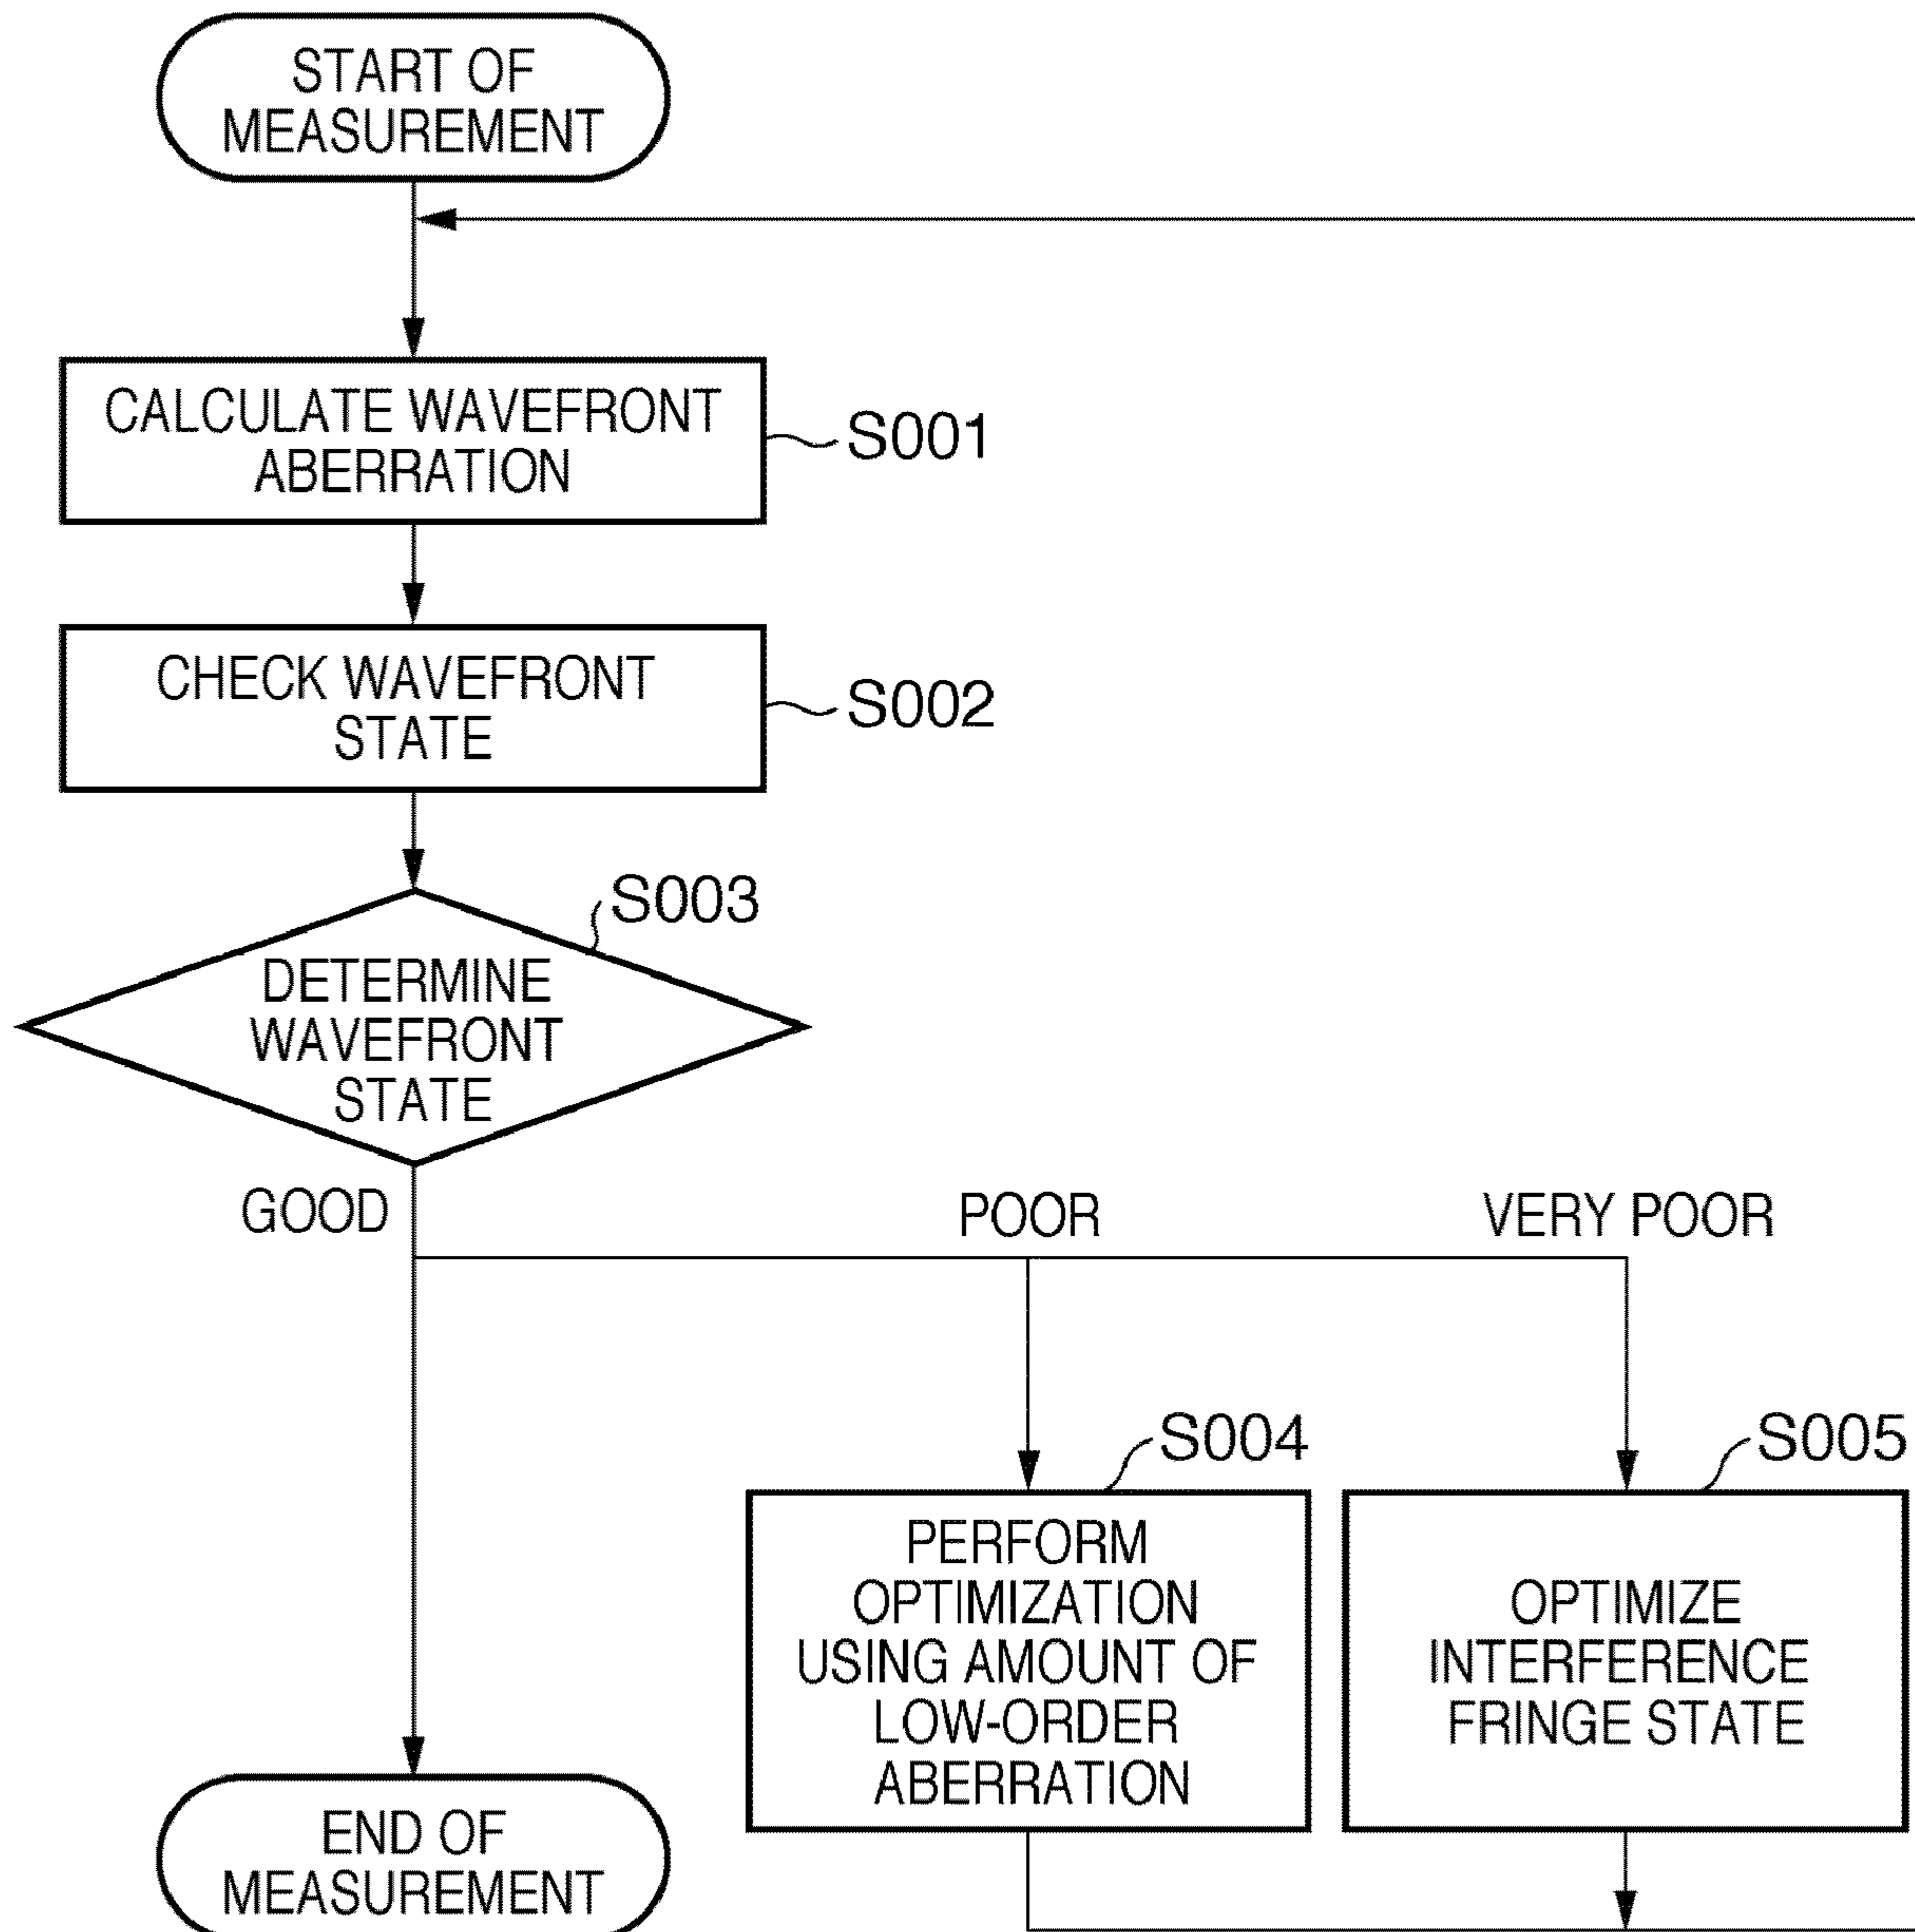 START OF
MEASUREMENT
CALCULATE WAVEFRONT
ABERRATION
S001
CHECK WAVEFRONT
STATE
S002
S003
DETERMINE
WAVEFRONT
STATE
GOOD
POOR
VERY POOR
S004
PERFORM
OPTIMIZATION
USING AMOUNT OF
LOW-ORDER
ABERRATION
S005
OPTIMIZE
INTERFERENCE
FRINGE STATE
END OF
MEASUREMENT